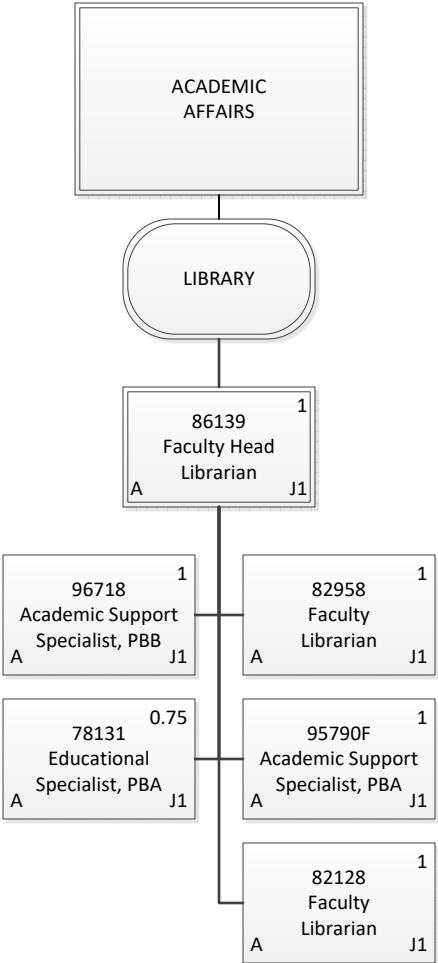 ACADEMIC
AFFAIRS
LIBRARY
1
86139
Faculty Head
Librarian
A J1
1
96718
Academic Support
Specialist, PBB
A J1
1
82958
Faculty
Librarian
A J1
0.75
78131
Educational
Specialist, PBA
A J1
1
95790F
Academic Support
Specialist, PBA
A J1
1
82128
Faculty
Librarian
A J1